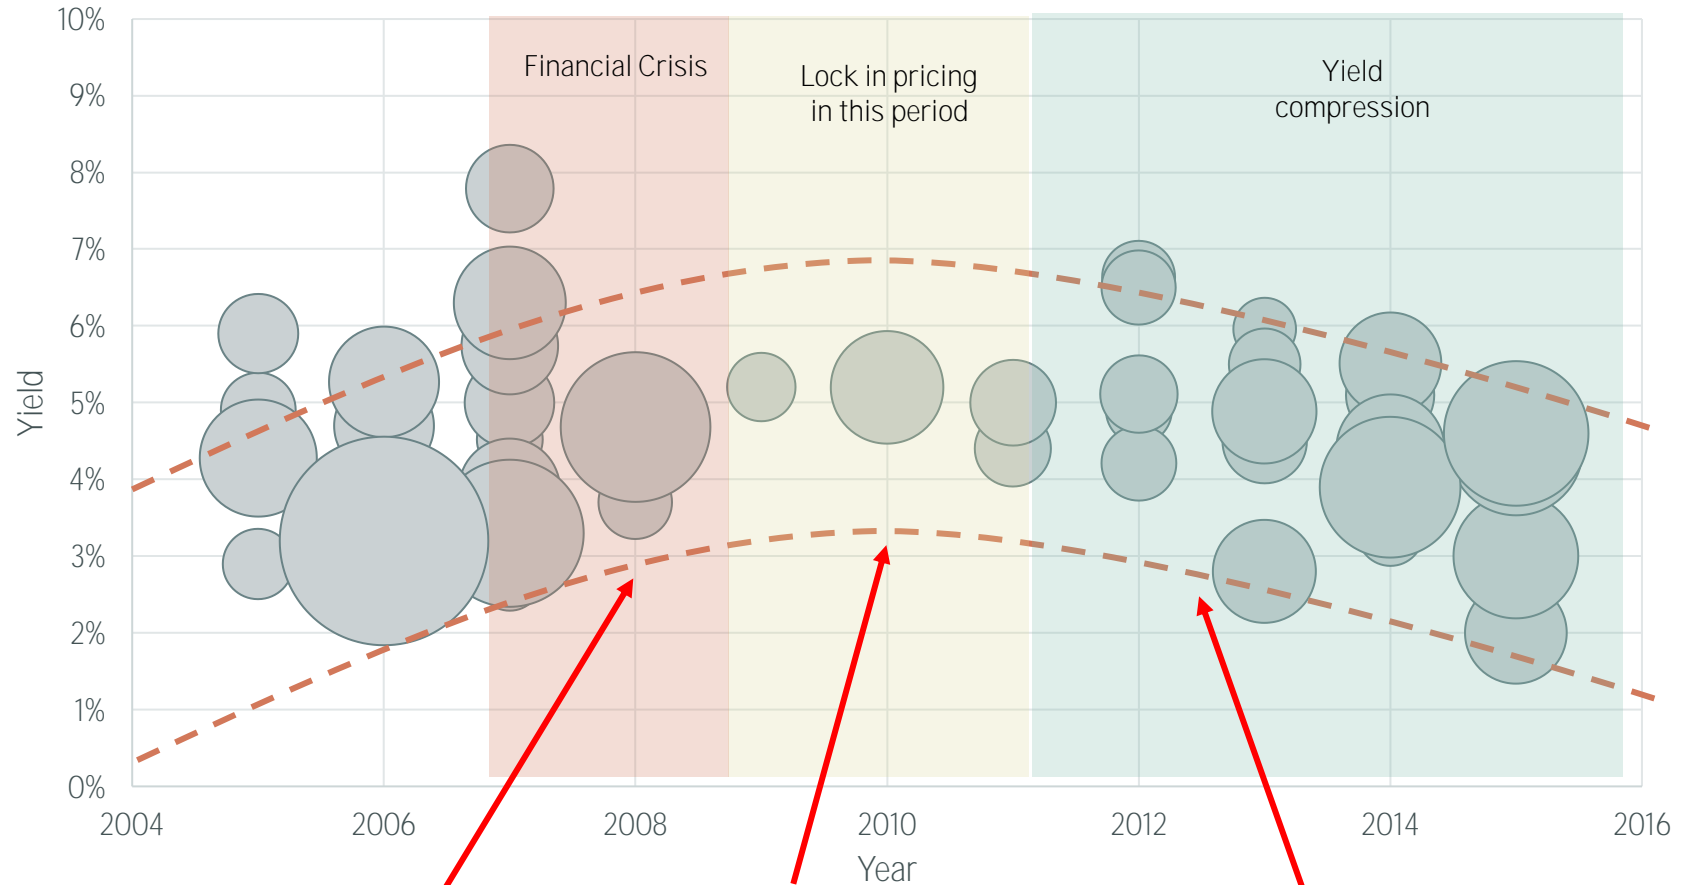 10%
9%
8%
7%
6%
5%
4%
3%
2%
1%
0%
Yield
Financial Crisis
Lock in pricing
in this period
Yield
compression
2004 2006 2008 2010 2012 2014 2016
Year